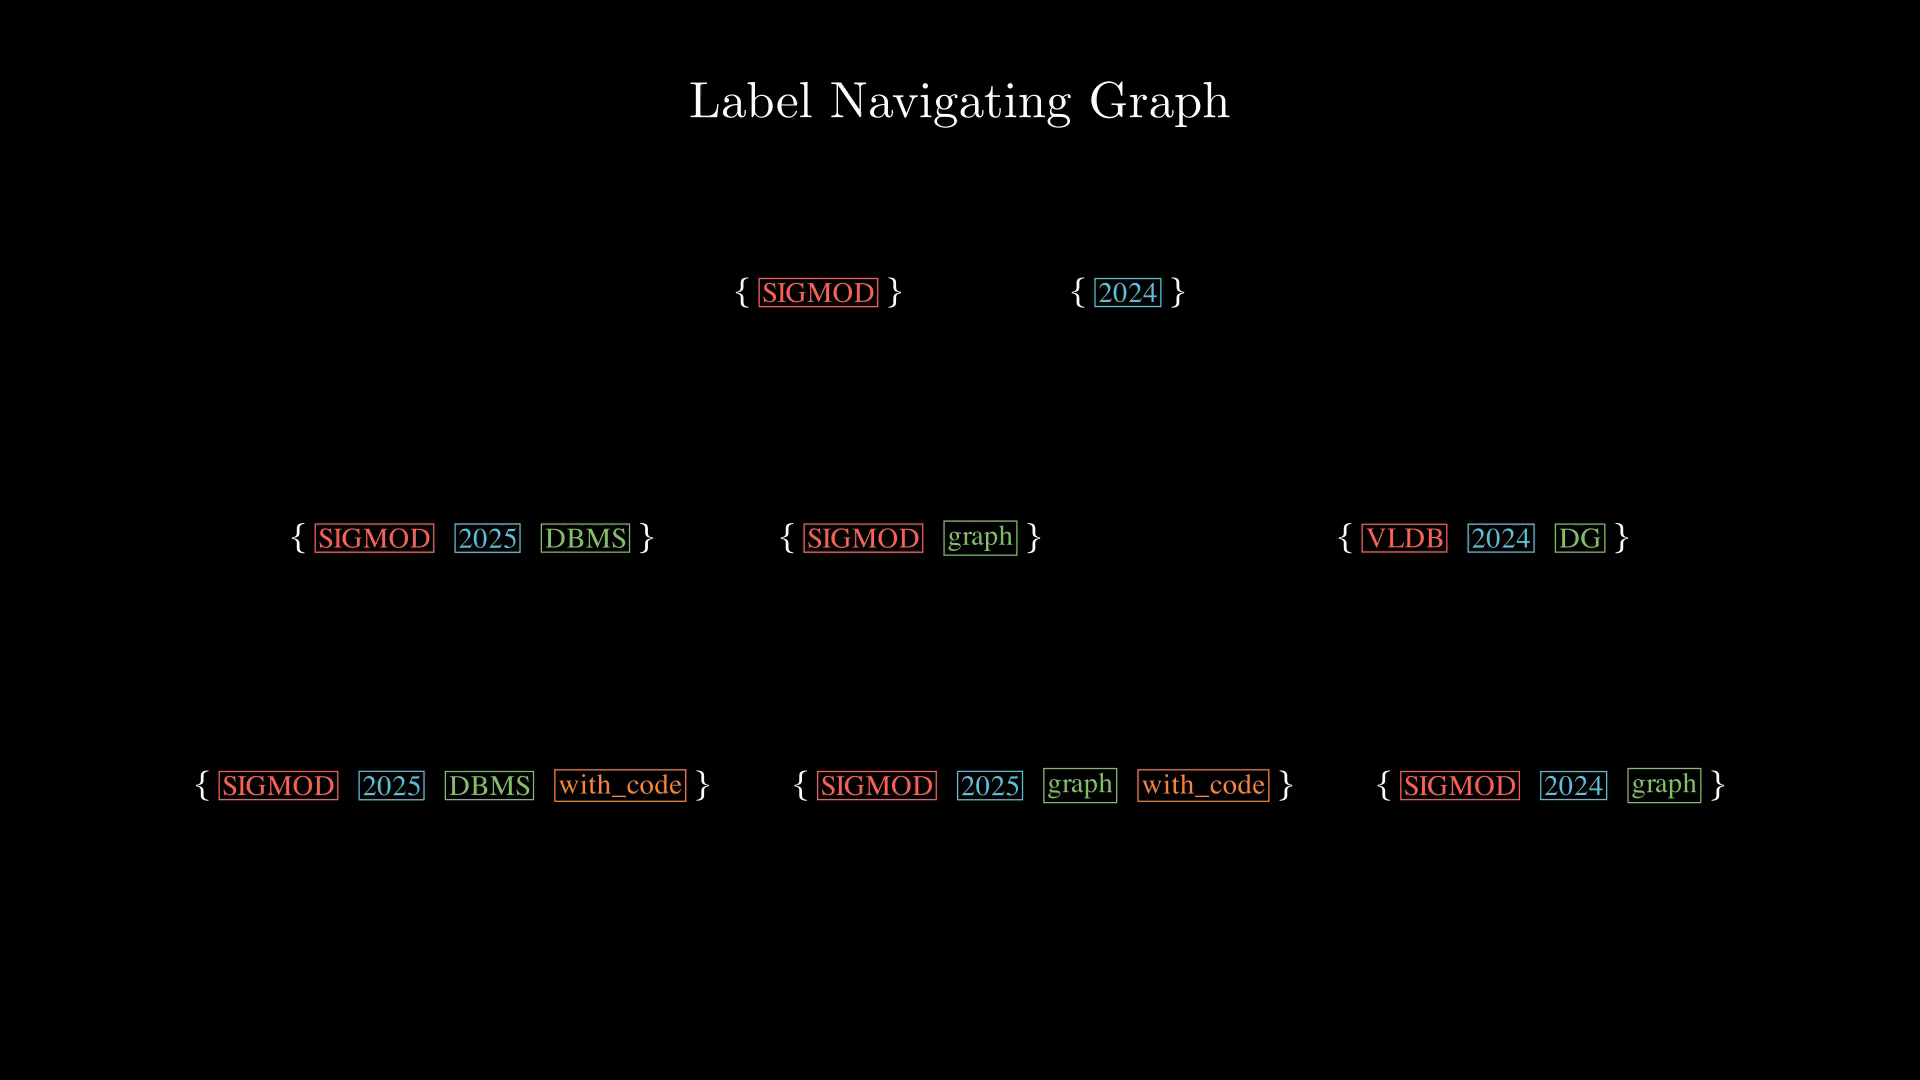 Label Navigating Graph
{ SIGMOD } { 2024 }
{ SIGMOD 2025 DBMS } { SIGMOD graph } { VLDB 2024 DG }
{ SIGMOD 2025 DBMS with_code } { SIGMOD 2025 graph with_code } { SIGMOD 2024 graph }